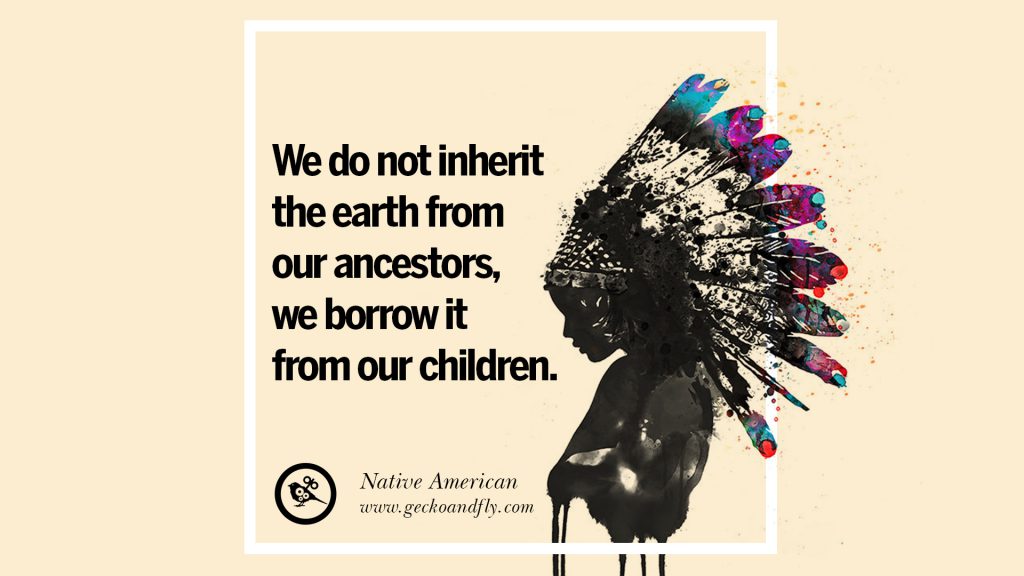 We do not inherit
the earth from
our ancestors,
we borrow it
from our children.
Native American
www.geckoandfly.com